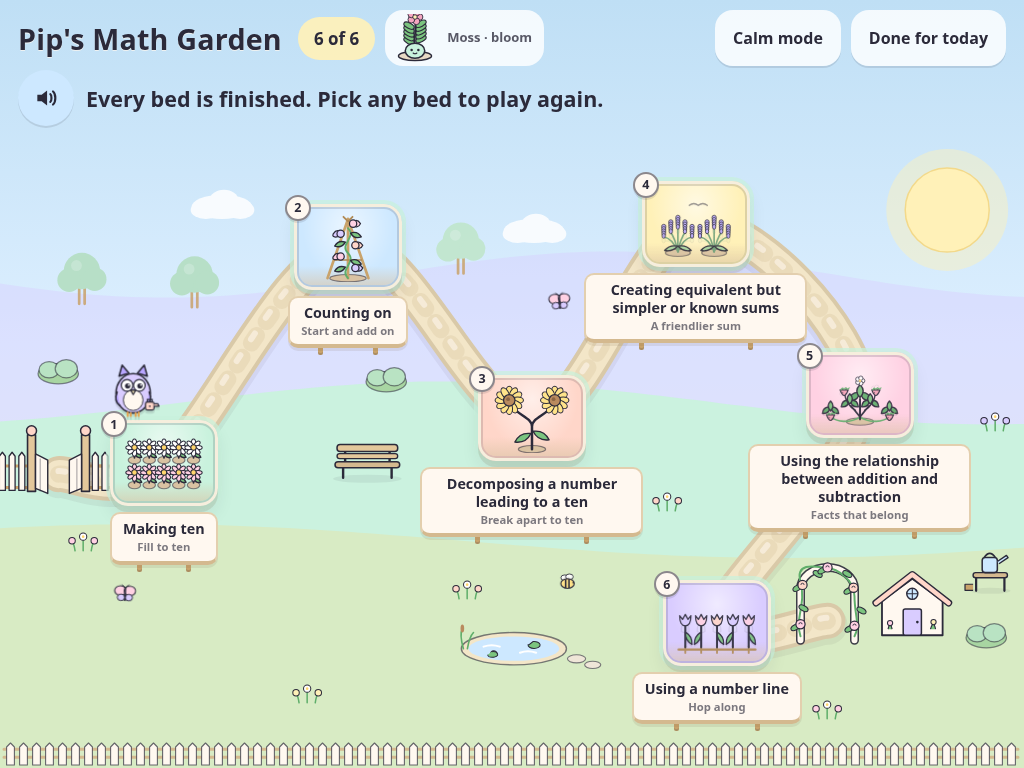 Pip's Math Garden
6 of 6
Moss · bloom
Calm mode
Done for today
Every bed is finished. Pick any bed to play again.
2
Counting on
Start and add on
4
Creating equivalent but
simpler or known sums
A friendlier sum
1
Making ten
Fill to ten
3
Decomposing a number
leading to a ten
Break apart to ten
5
Using the relationship
between addition and
subtraction
Facts that belong
6
Using a number line
Hop along